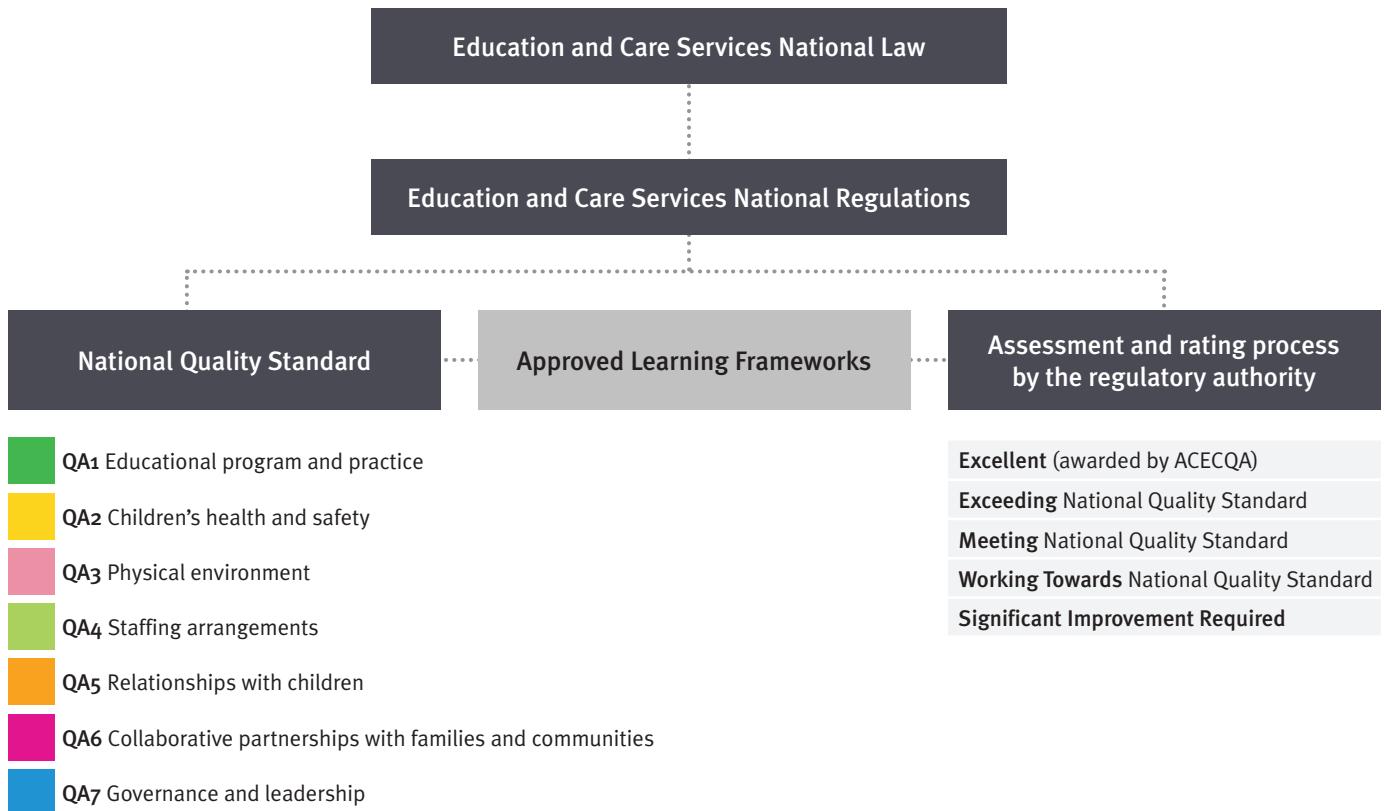 Education and Care Services National Law
Education and Care Services National Regulations
National Quality Standard
Approved Learning Frameworks
Assessment and rating process
by the regulatory authority
QA1 Educational program and practice
QA2 Children’s health and safety
QA3 Physical environment
QA4 Staffing arrangements
QA5 Relationships with children
QA6 Collaborative partnerships with families and communities
QA7 Governance and leadership
Excellent (awarded by ACECQA)
Exceeding National Quality Standard
Meeting National Quality Standard
Working Towards National Quality Standard
Significant Improvement Required